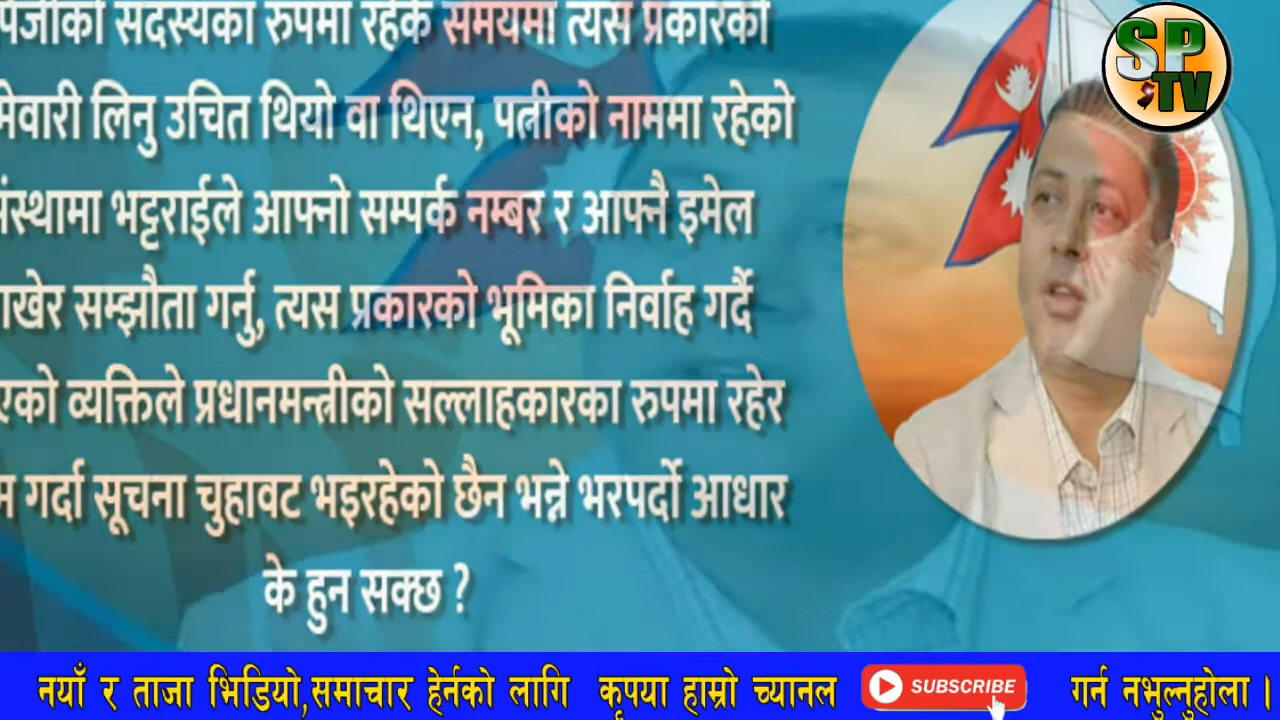 सदस्यका रुपमा रहेकै समयमा त्यस प्रकारको
लिनु उचित थियो वा थिएन, पत्नीको नाममा रहेको
भट्टराईले आफ्नो सम्पर्क नम्बर र आफ्नै इमेल
सम्झौता गर्नु, त्यस प्रकारको भूमिका निर्वाह गर्दै
व्यक्तिले प्रधानमन्त्रीको सल्लाहकारका रुपमा रहेर
गर्दा सूचना चुहावट भइरहेको छैन भन्ने भरपर्दो आधार
के हुन सक्छ ?
SP TV
नयाँ र ताजा भिडियो,समाचार हेर्नको लागि कृपया हाम्रो च्यानल SUBSCRIBE गर्न नभुल्नुहोला ।